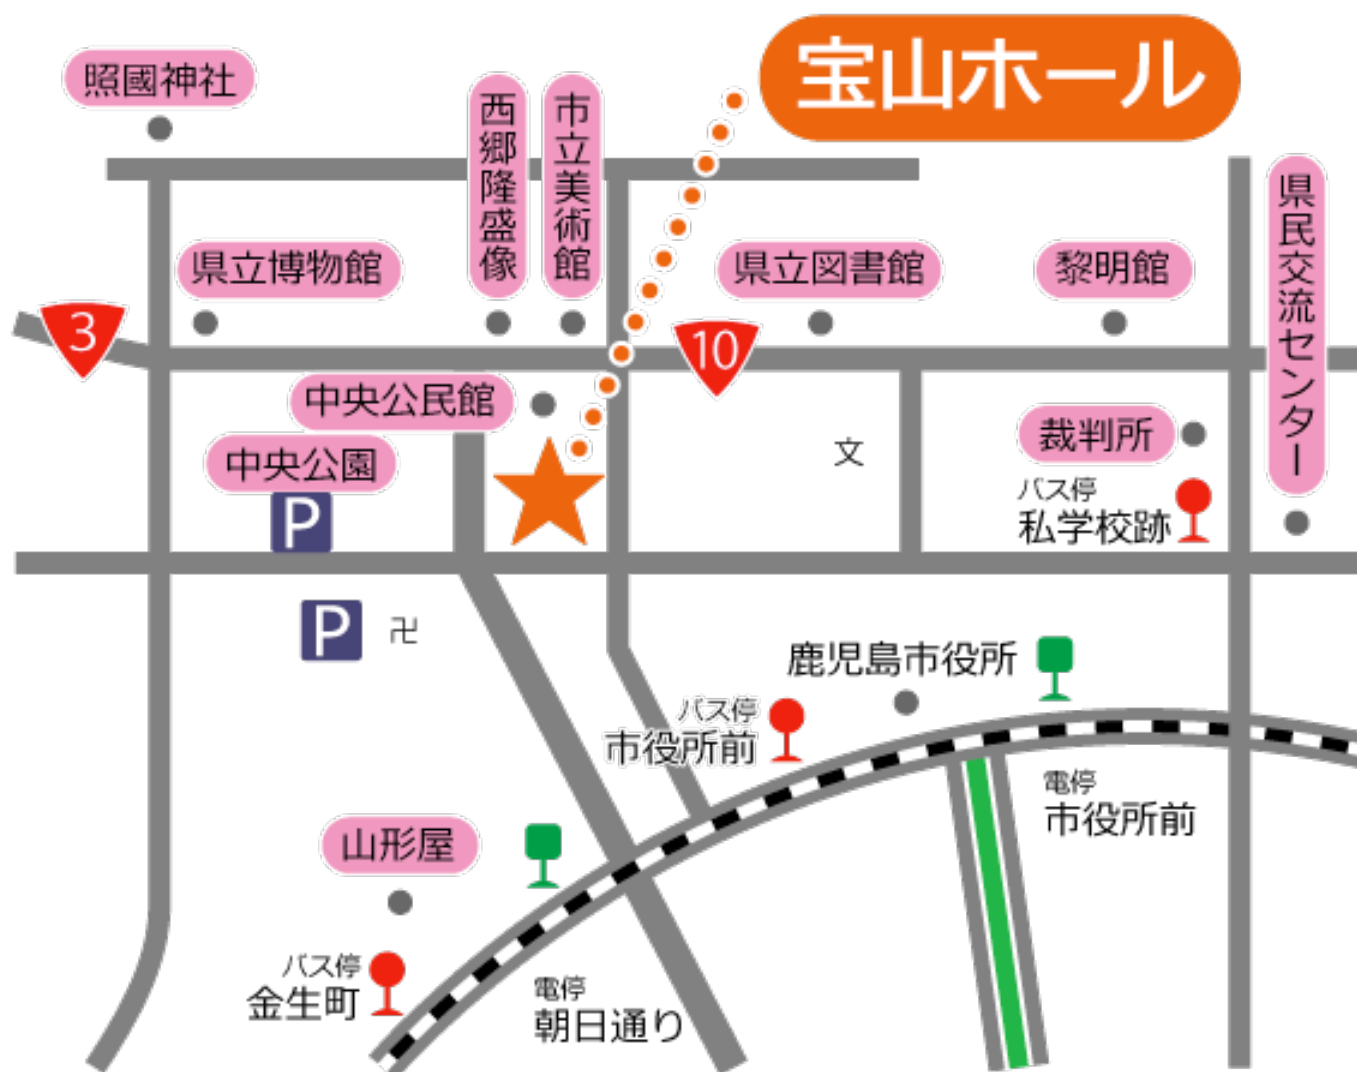 宝山ホール
照國神社
西郷隆盛像
市立美術館
県民交流センター
県立博物館
県立図書館
黎明館
3
10
中央公民館
中央公園
P
文
裁判所
バス停
私学校跡
P
卍
鹿児島市役所
バス停
市役所前
電停
市役所前
山形屋
バス停
金生町
電停
朝日通り